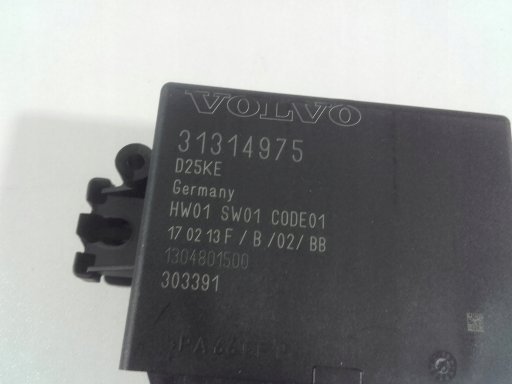 VOLVO
31314975
D25KE
Germany
HW01 SW01 CODE01
17 02 13 F / B / 02 / BB
1304801500
303391